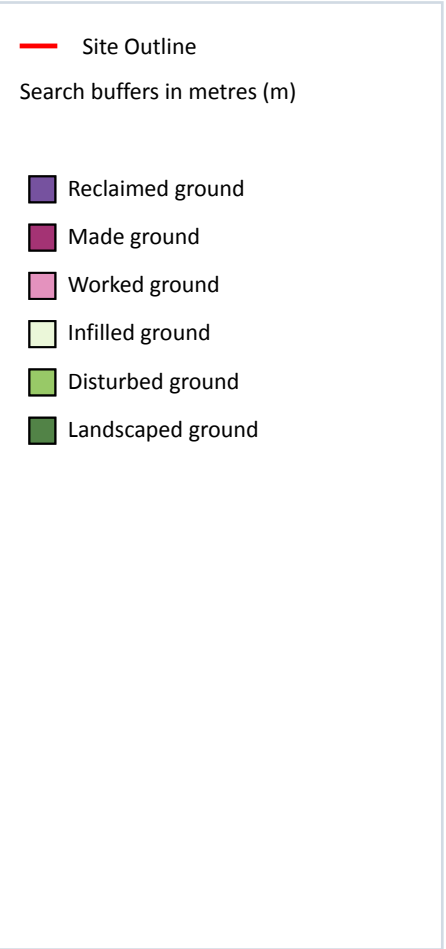 Site Outline
Search buffers in metres (m)
Reclaimed ground
Made ground
Worked ground
Infilled ground
Disturbed ground
Landscaped ground